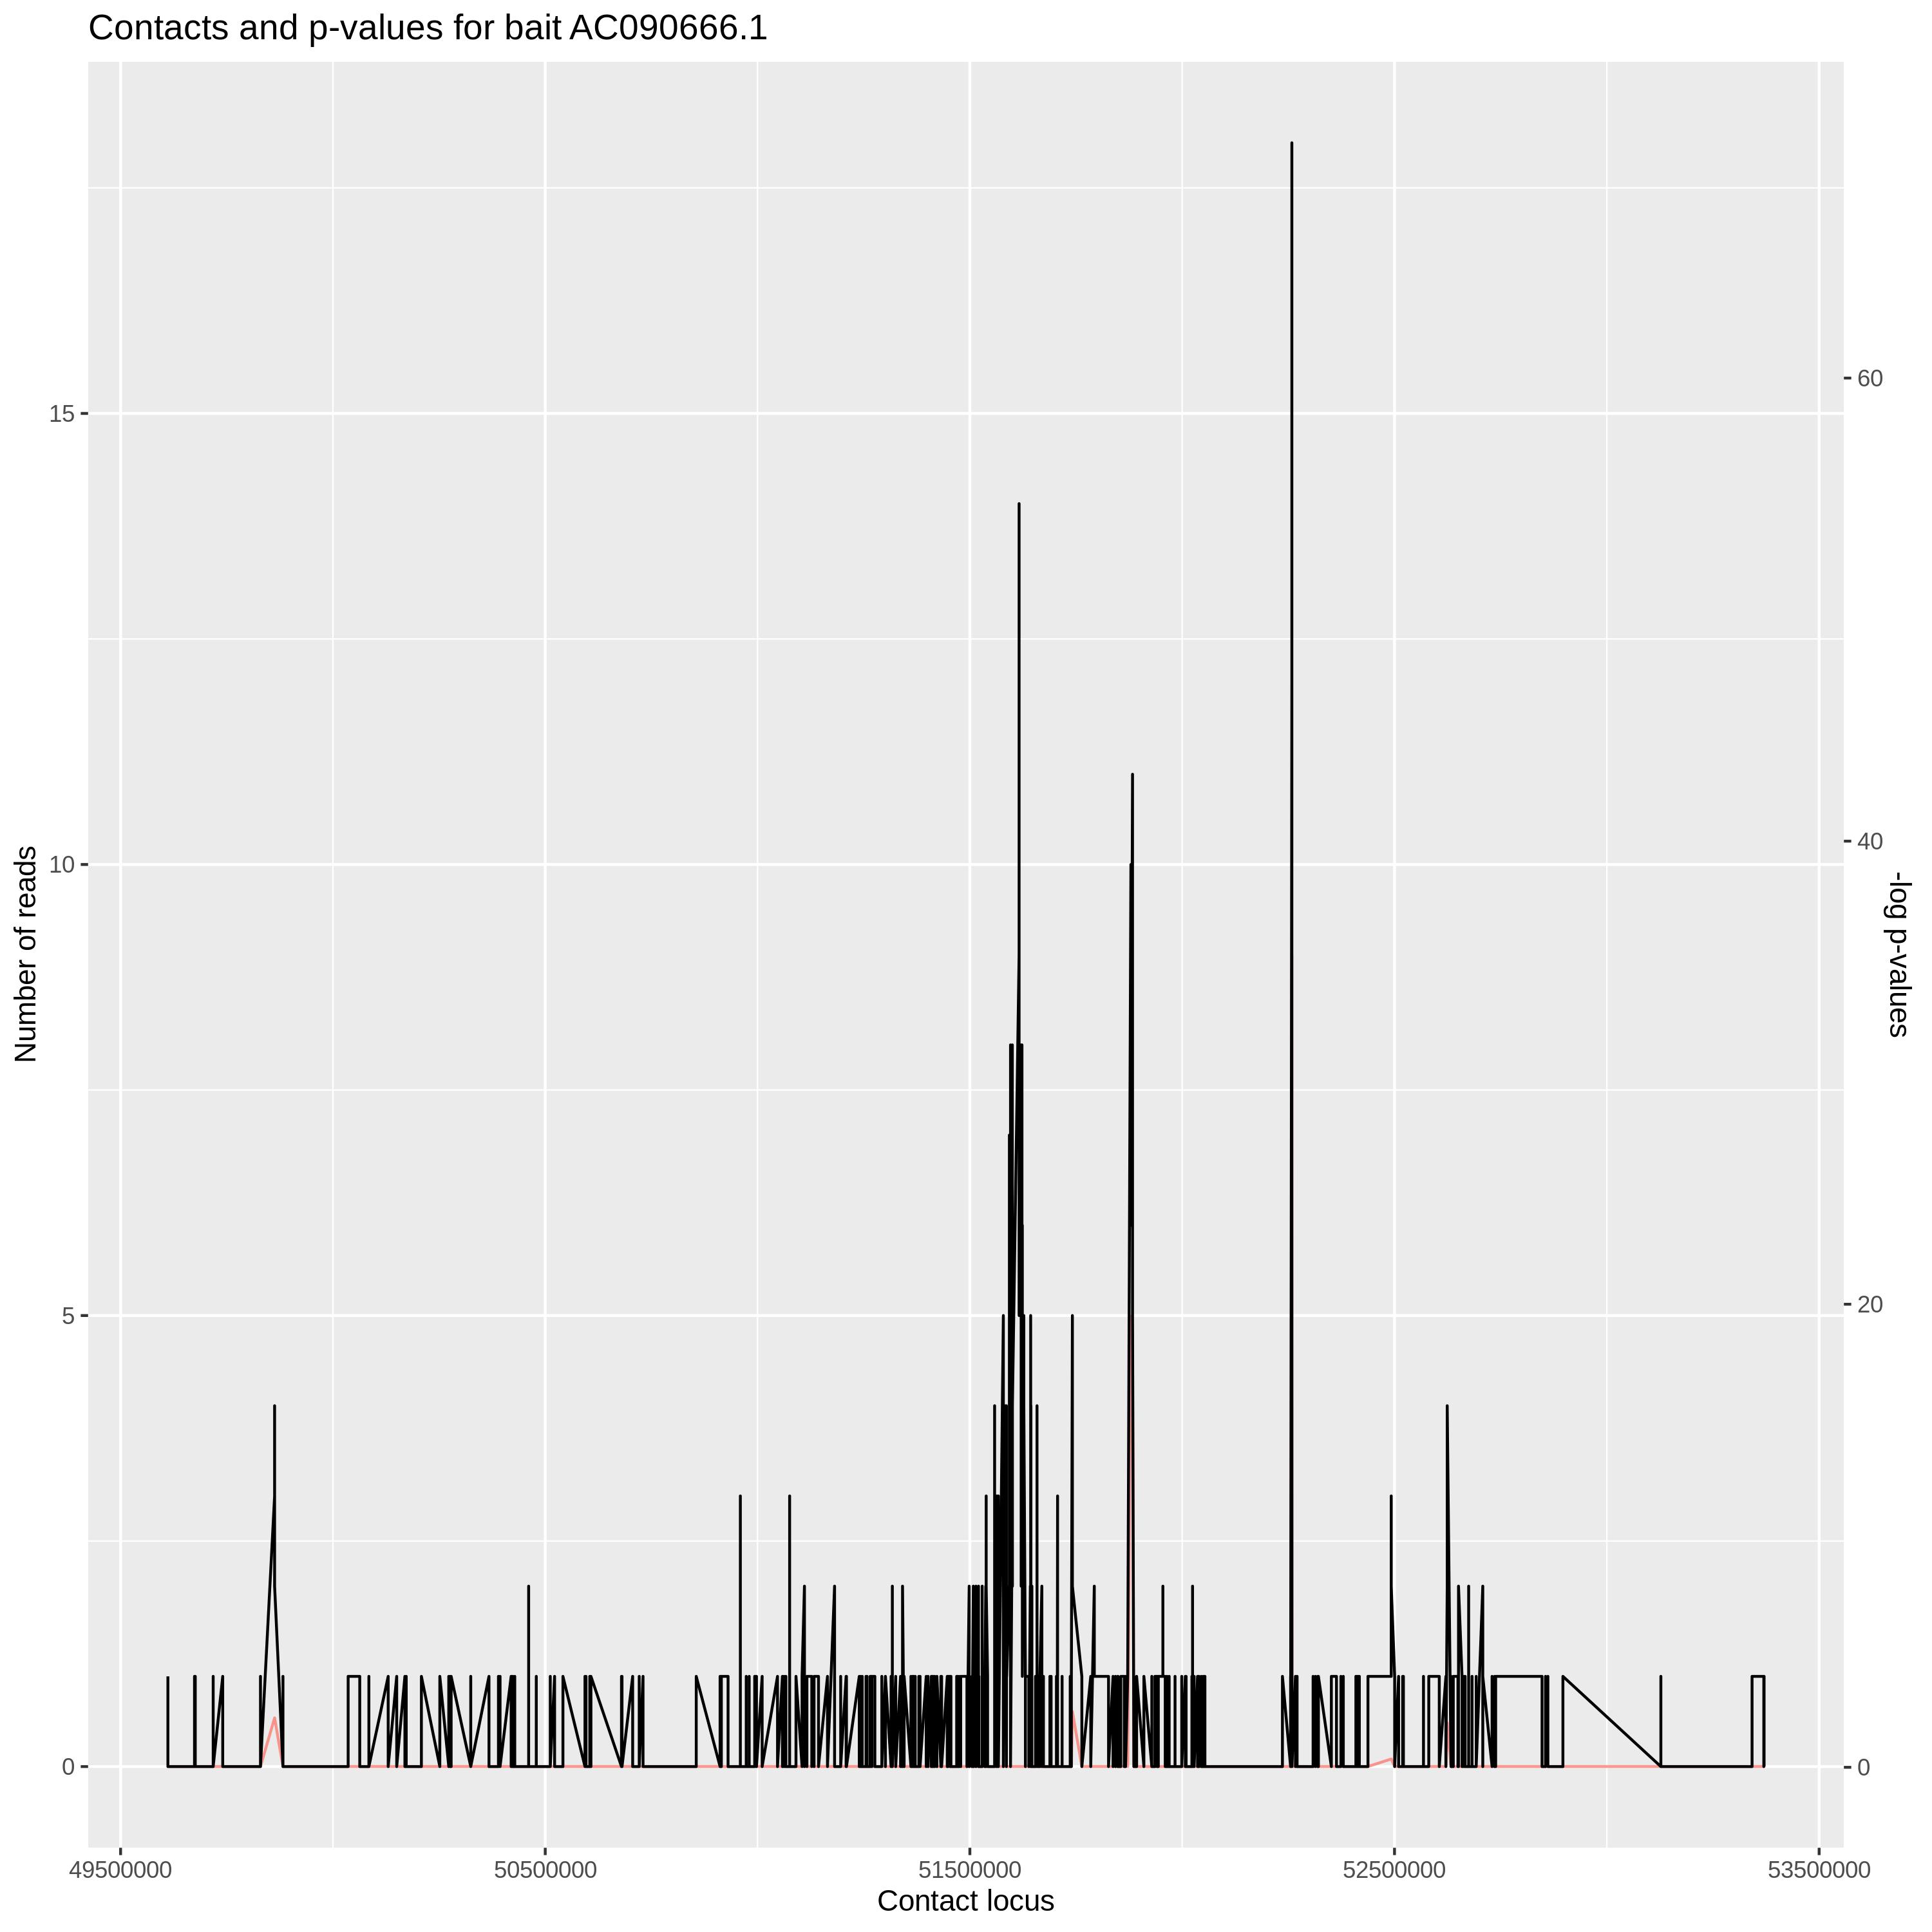 Contacts and p-values for bait AC090666.1
15
10
5
0
Number of reads
60
40
20
0
-log p-values
49500000 50500000 51500000 52500000 53500000
Contact locus